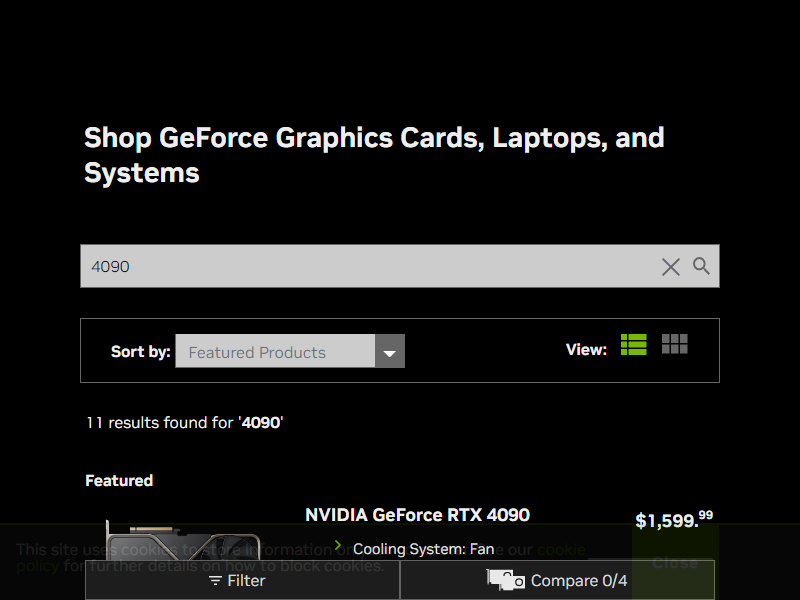 Shop GeForce Graphics Cards, Laptops, and
Systems
4090
Sort by: Featured Products
View:
11 results found for '4090'
Featured
NVIDIA GeForce RTX 4090
$1,599.99
Cooling System: Fan
This site uses cookies to store information on our cookie
policy for further details on how to block cookies.
Close
Filter
Compare 0/4